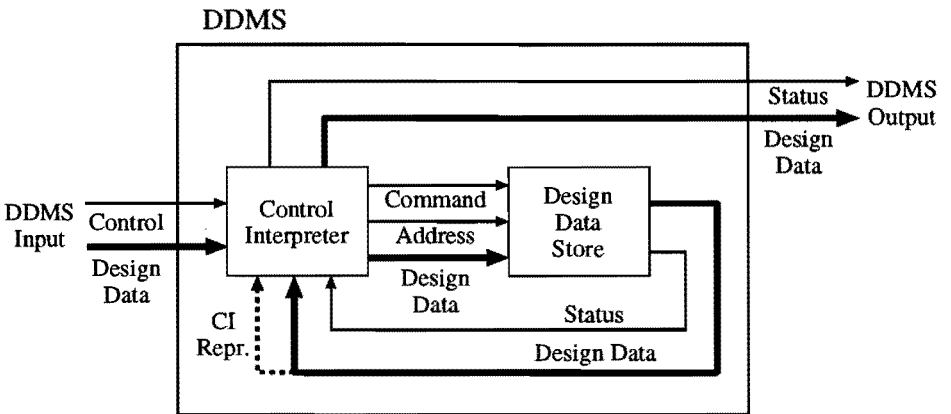 DDMS
Status
DDMS
Output
Design
Data
DDMS
Input
Control
Design
Data
Control
Interpreter
Command
Address
Design
Data
Design
Data
Store
CI
Repr.
Status
Design Data